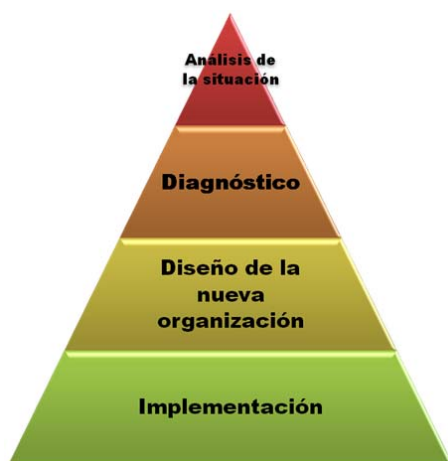 Análisis de
la situación
Diagnóstico
Diseño de la
nueva
organización
Implementación